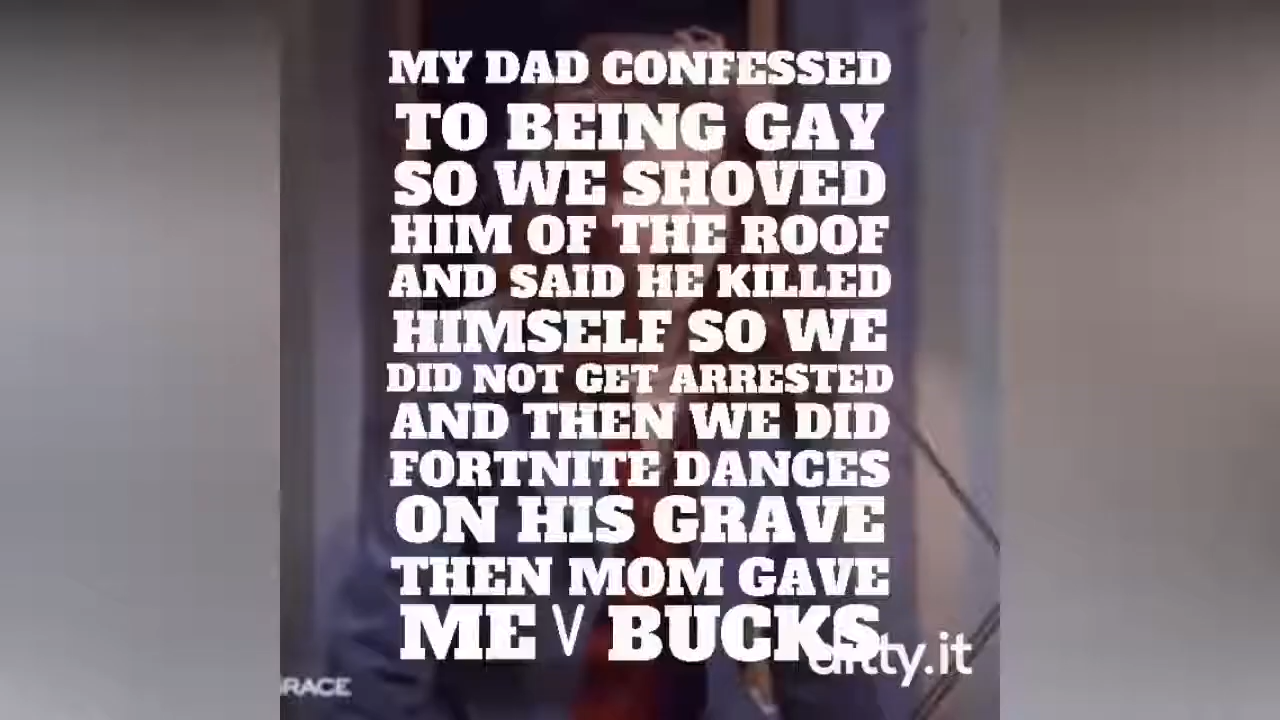 MY DAD CONFESSED
TO BEING GAY
SO WE SHOVED
HIM OF THE ROOF
AND SAID HE KILLED
HIMSELF SO WE
DID NOT GET ARRESTED
AND THEN WE DID
FORTNITE DANCES
ON HIS GRAVE
THEN MOM GAVE
ME V BUCKS
ditty.it
GRACE